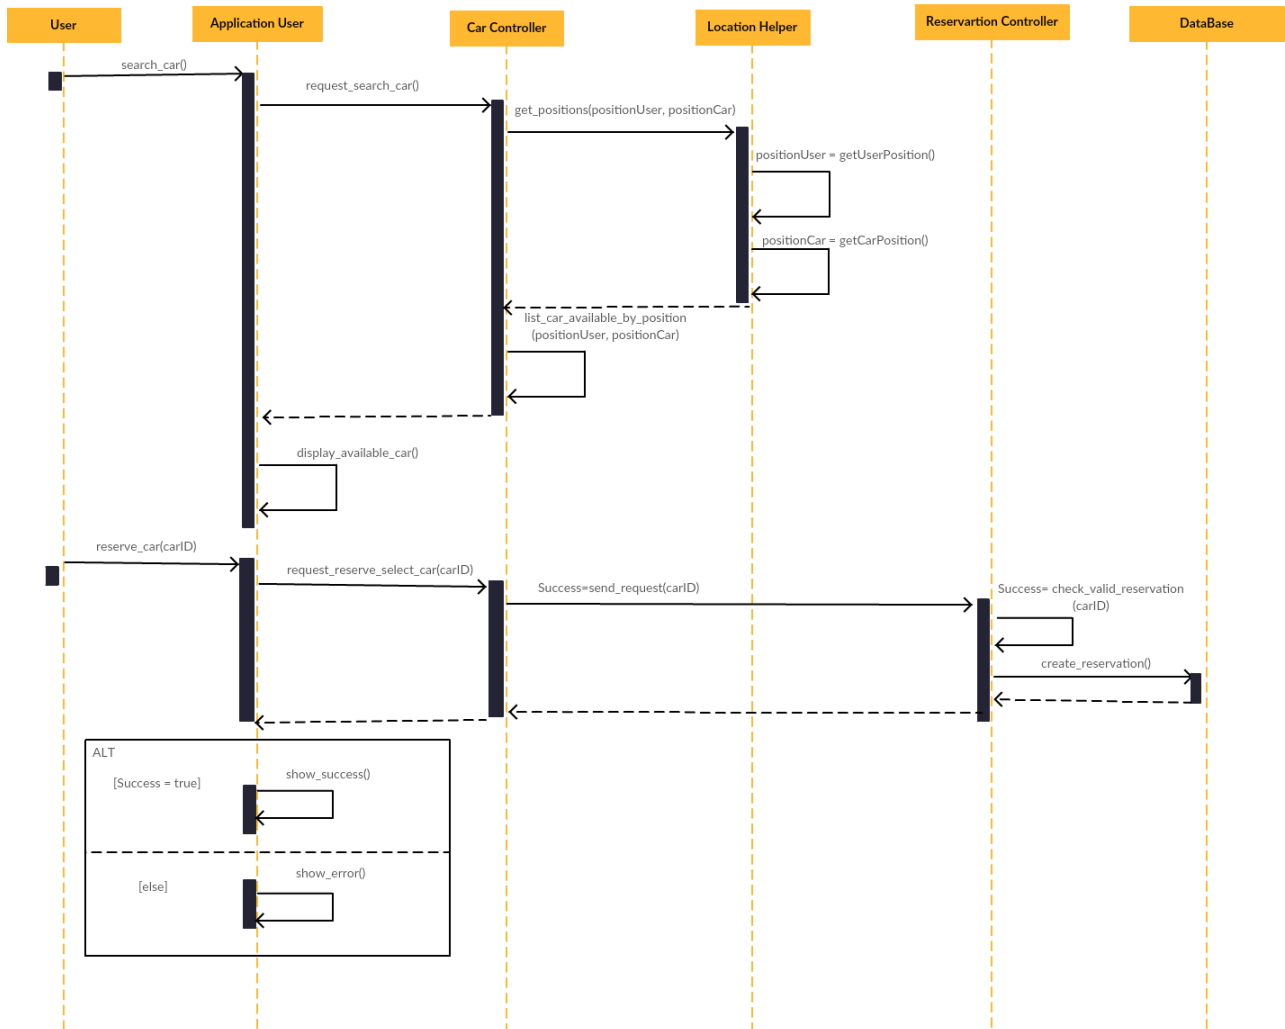 User
Application User
Car Controller
Location Helper
Reservartion Controller
DataBase
search_car()
request_search_car()
get_positions(positionUser, positionCar)
positionUser = getUserPosition()
positionCar = getCarPosition()
list_car_available_by_position
(positionUser, positionCar)
display_available_car()
reserve_car(carID)
request_reserve_select_car(carID)
Success=send_request(carID)
Success= check_valid_reservation
(carID)
create_reservation()
ALT
[Success = true]
show_success()
[else]
show_error()